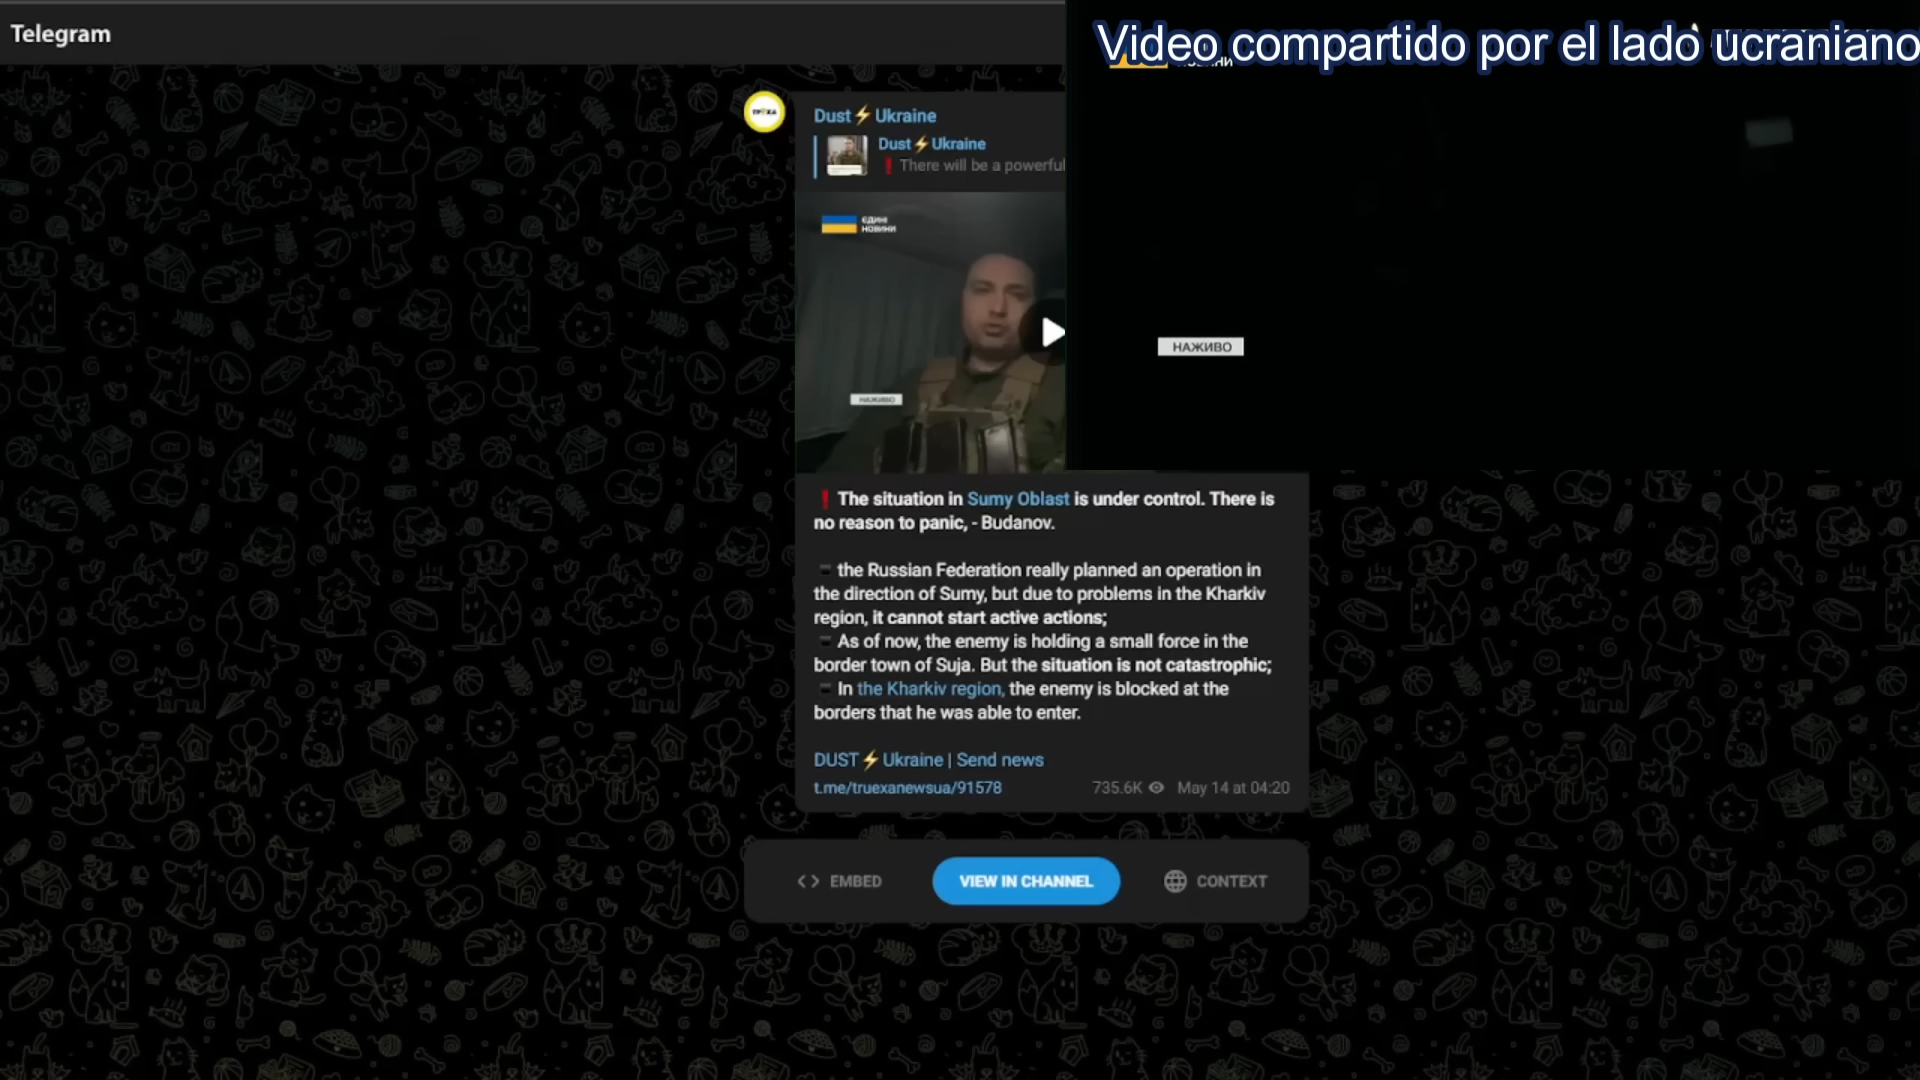 Telegram
Video compartido por el lado ucraniano
НОВИНИ
НАЖИВО
ТРУХА
Dust⚡Ukraine
Dust⚡Ukraine
❗ There will be a powerful
ЄДИНІ
НОВИНИ
НАЖИВО
❗ The situation in Sumy Oblast is under control. There is
no reason to panic, - Budanov.
▪ the Russian Federation really planned an operation in
the direction of Sumy, but due to problems in the Kharkiv
region, it cannot start active actions;
▪ As of now, the enemy is holding a small force in the
border town of Suja. But the situation is not catastrophic;
▪ In the Kharkiv region, the enemy is blocked at the
borders that he was able to enter.
DUST⚡Ukraine | Send news
t.me/truexanewsua/91578 735.6K May 14 at 04:20
EMBED VIEW IN CHANNEL CONTEXT